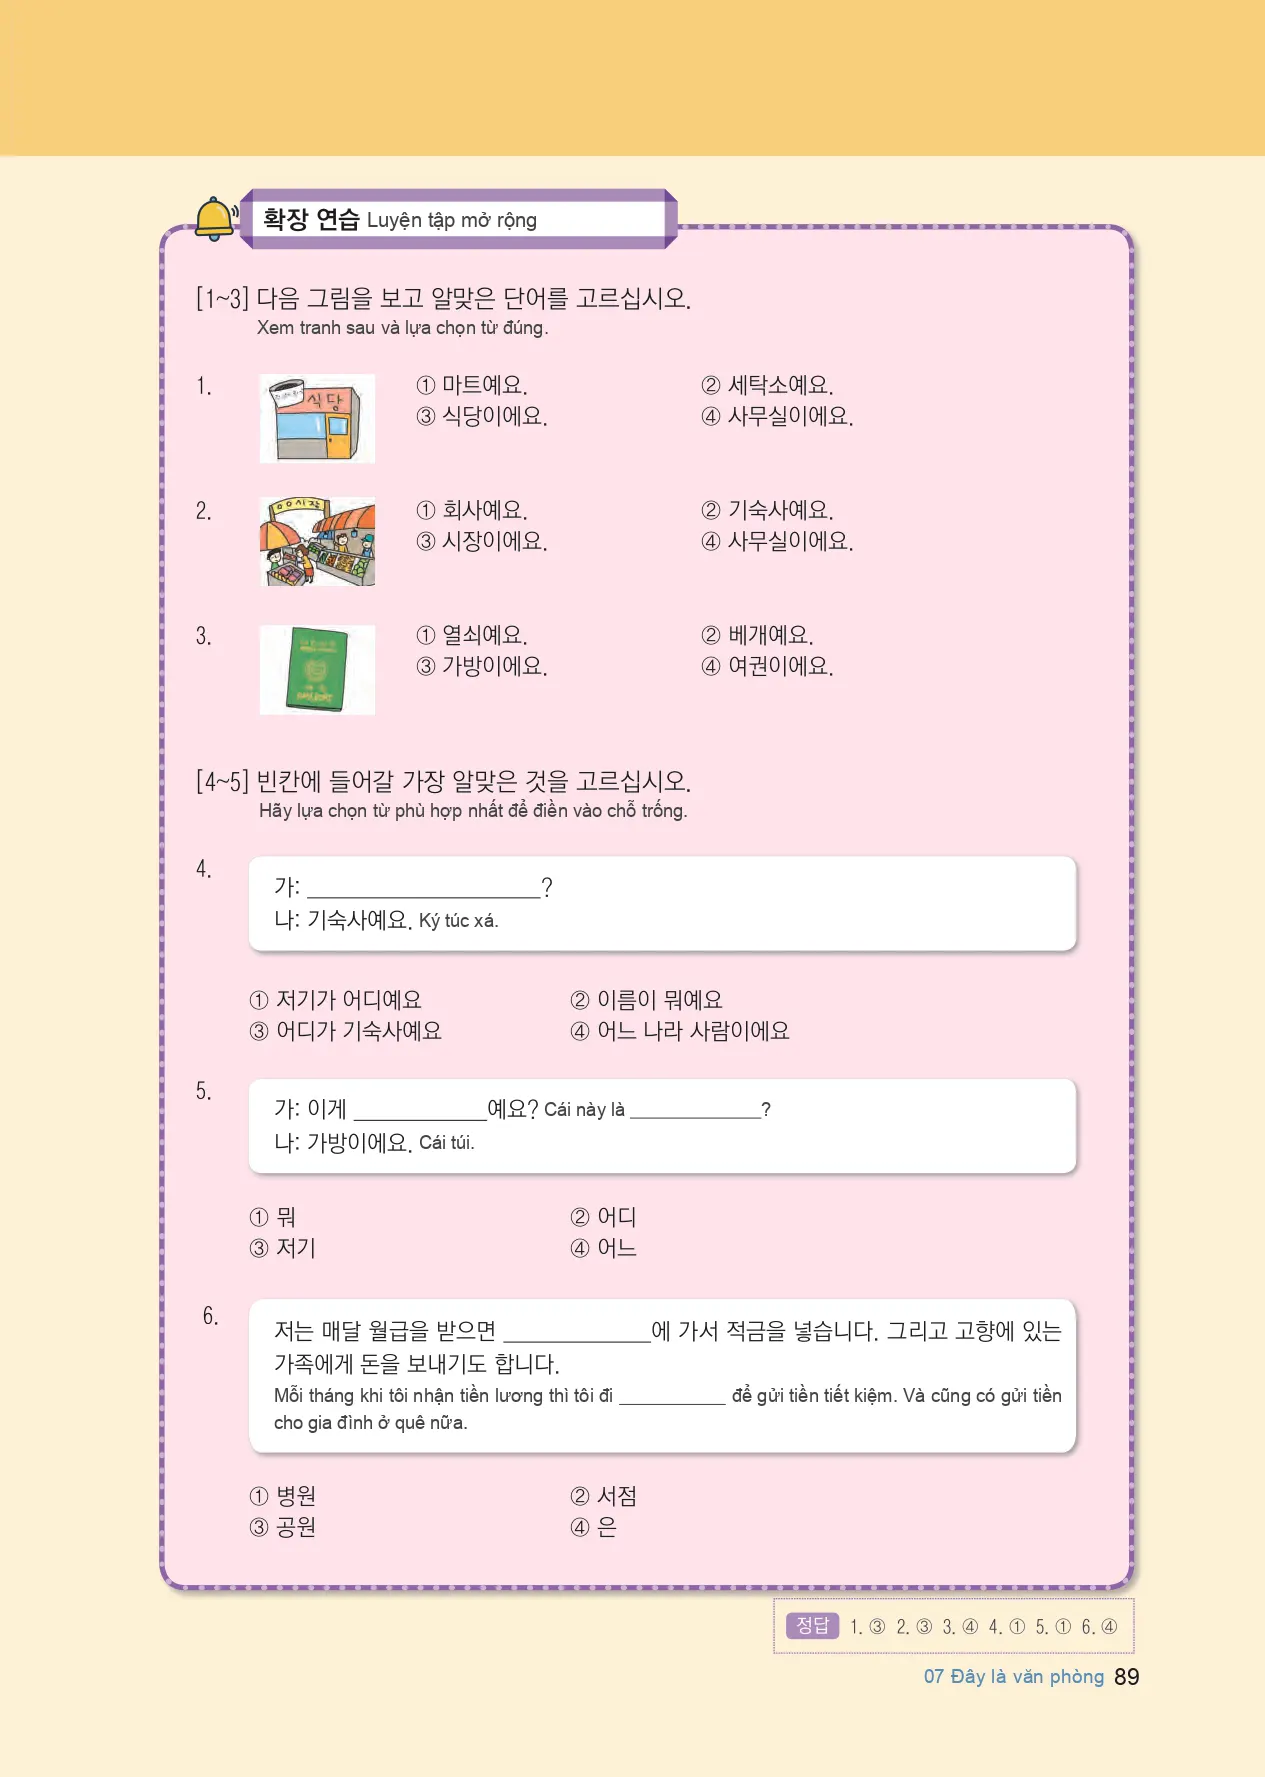 확장 연습 Luyện tập mở rộng
[1~3] 다음 그림을 보고 알맞은 단어를 고르십시오.
Xem tranh sau và lựa chọn từ đúng.
1.
식당
① 마트예요.
② 세탁소예요.
③ 식당이에요.
④ 사무실이에요.
2.
ㅇㅇ시장
① 회사예요.
② 기숙사예요.
③ 시장이에요.
④ 사무실이에요.
3.
① 열쇠예요.
② 베개예요.
③ 가방이에요.
④ 여권이에요.
[4~5] 빈칸에 들어갈 가장 알맞은 것을 고르십시오.
Hãy lựa chọn từ phù hợp nhất để điền vào chỗ trống.
4.
가: ____________________?
나: 기숙사예요. Ký túc xá.
① 저기가 어디예요
② 이름이 뭐예요
③ 어디가 기숙사예요
④ 어느 나라 사람이에요
5.
가: 이게 ____________예요? Cái này là ____________?
나: 가방이에요. Cái túi.
① 뭐
② 어디
③ 저기
④ 어느
6.
저는 매달 월급을 받으면 ____________에 가서 적금을 넣습니다. 그리고 고향에 있는
가족에게 돈을 보내기도 합니다.
Mỗi tháng khi tôi nhận tiền lương thì tôi đi __________ để gửi tiền tiết kiệm. Và cũng có gửi tiền
cho gia đình ở quê nữa.
① 병원
② 서점
③ 공원
④ 은
정답 1. ③ 2. ③ 3. ④ 4. ① 5. ① 6. ④
07 Đây là văn phòng 89